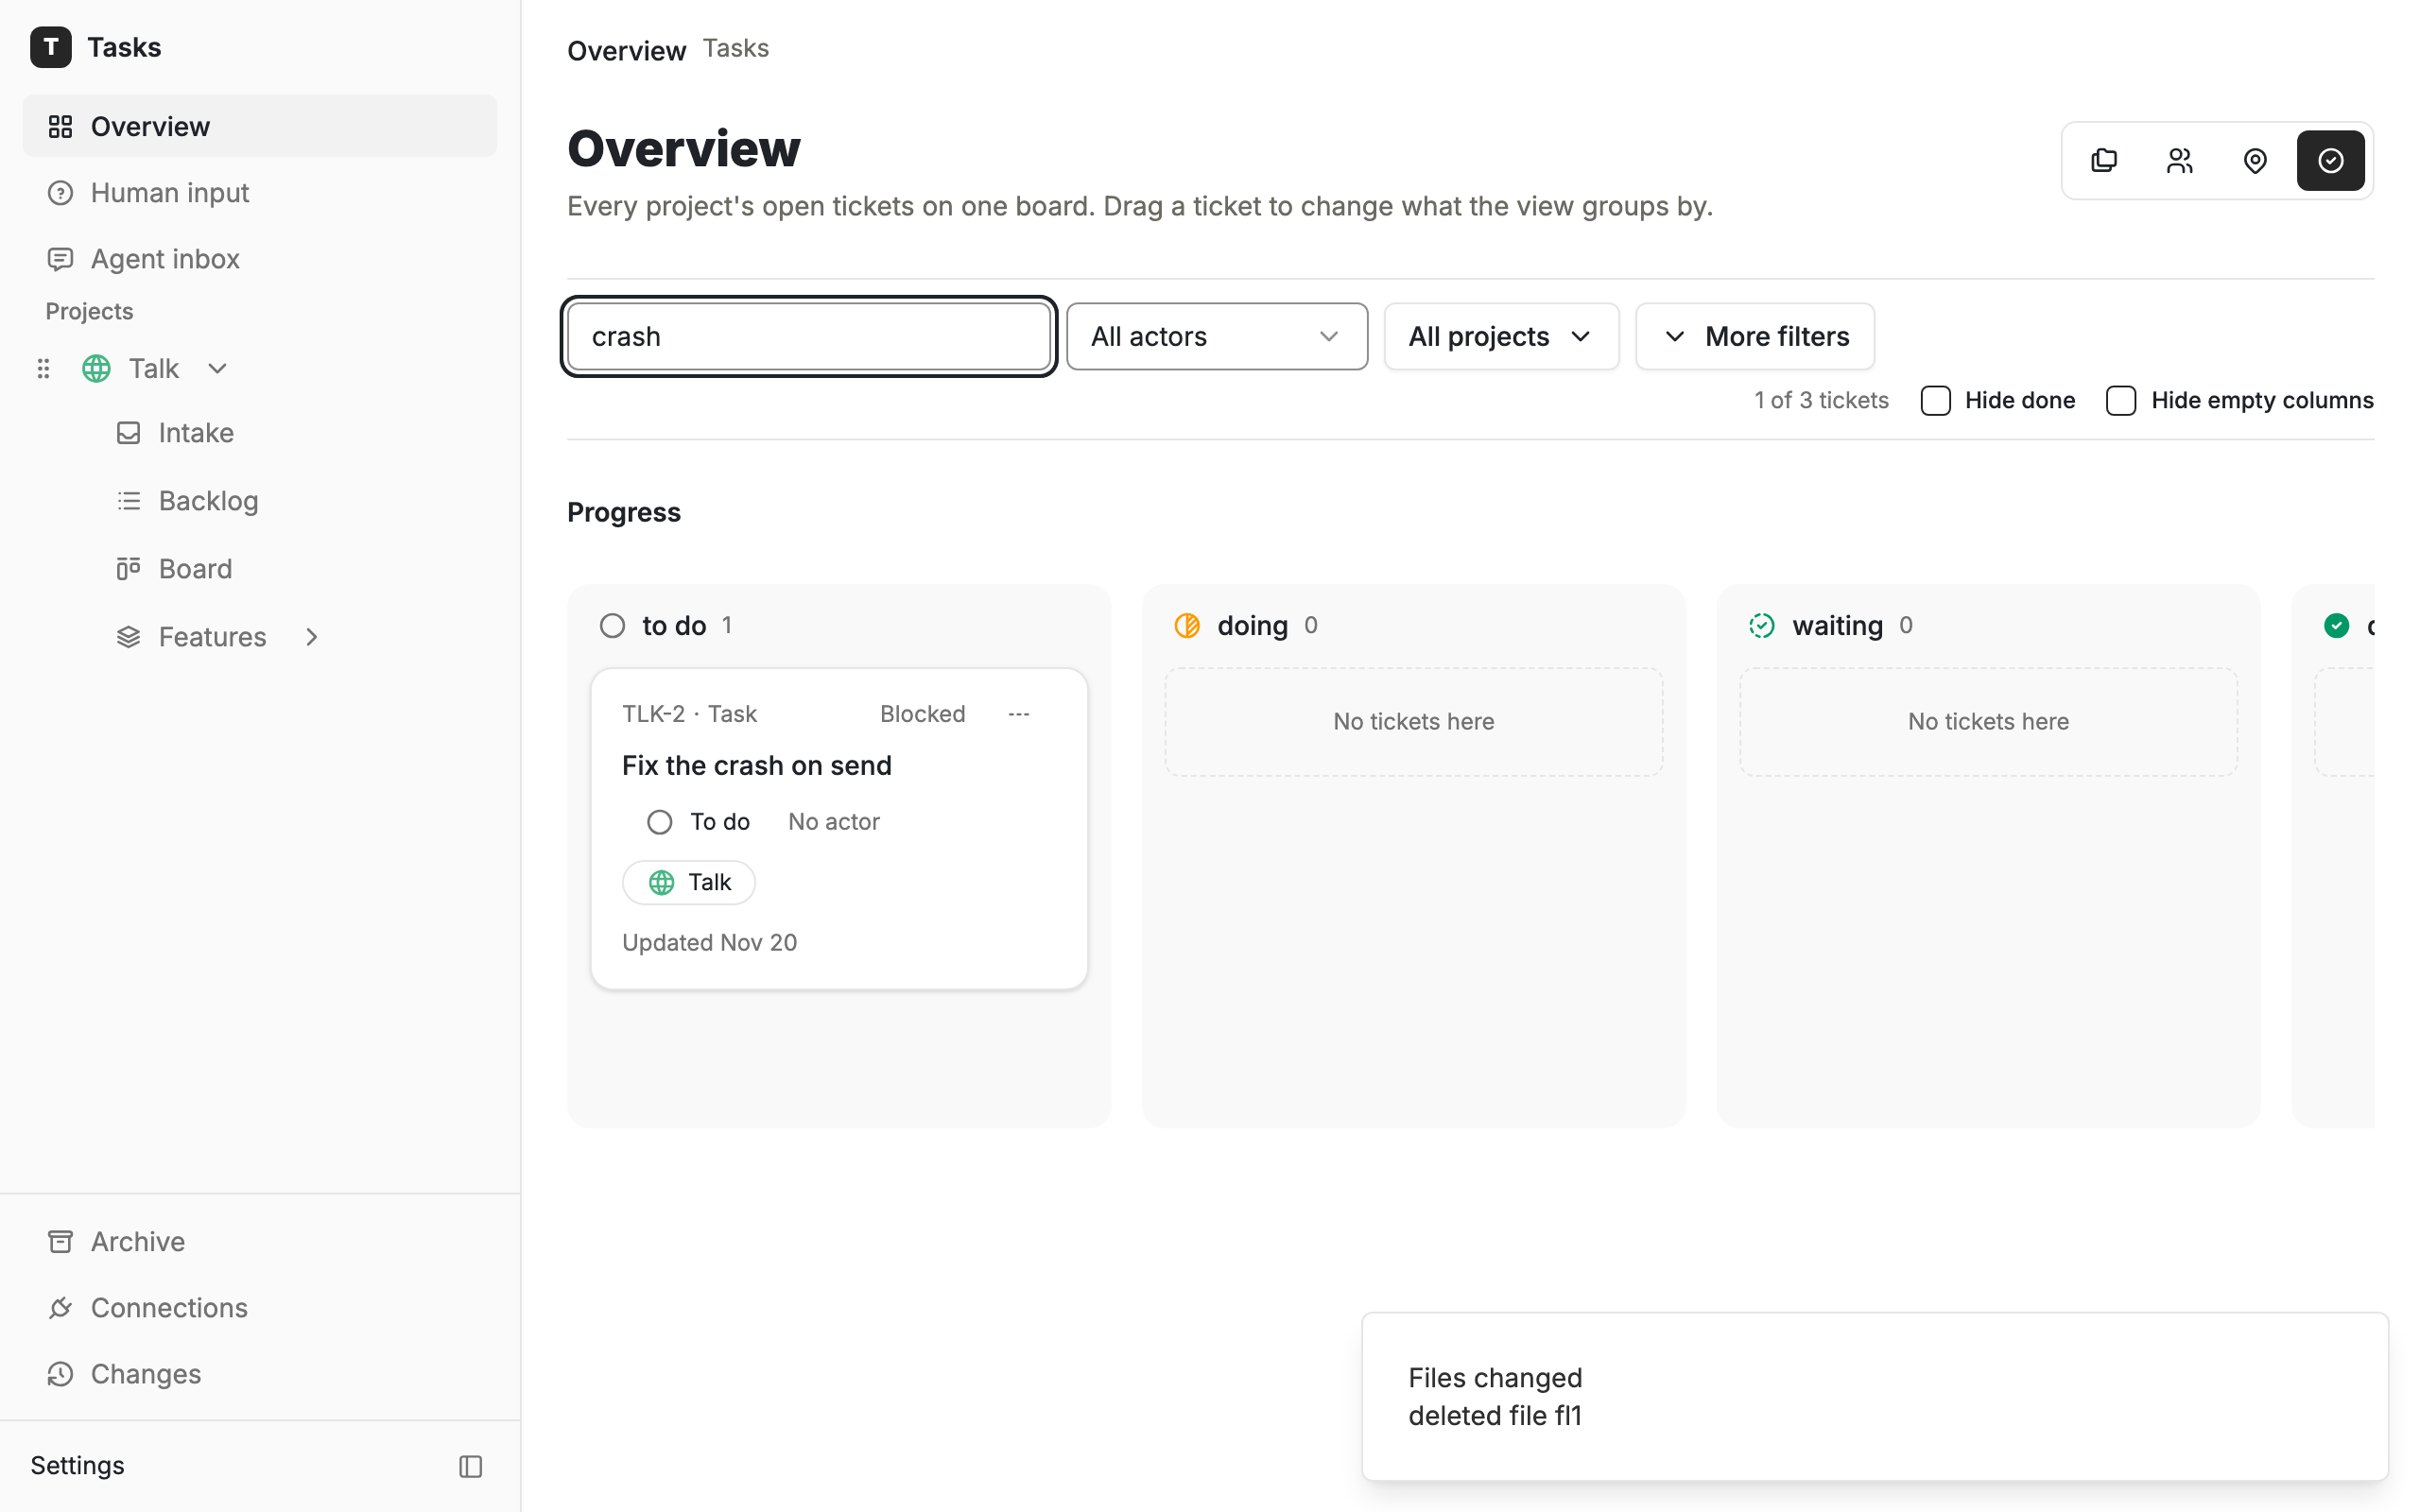 T Tasks
Overview
Human input
Agent inbox
Projects
Talk
Intake
Backlog
Board
Features
Archive
Connections
Changes
Settings
Overview Tasks
Overview
Every project's open tickets on one board. Drag a ticket to change what the view groups by.
crash
All actors
All projects
More filters
1 of 3 tickets
Hide done
Hide empty columns
Progress
to do 1
TLK-2 · Task
Blocked
Fix the crash on send
To do
No actor
Talk
Updated Nov 20
doing 0
No tickets here
waiting 0
No tickets here
Files changed
deleted file fl1